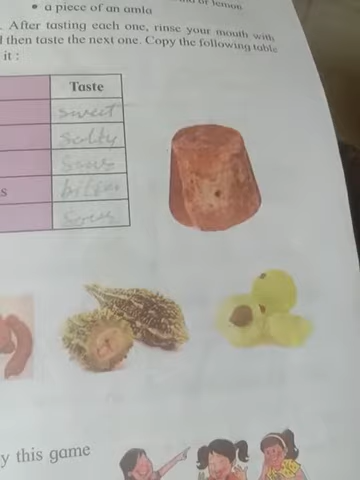 • a piece of an amla
. After tasting each one, rinse your mouth with
then taste the next one. Copy the following table
it :
Taste
sweet
salty
Sour
s bitter
Sour
y this game